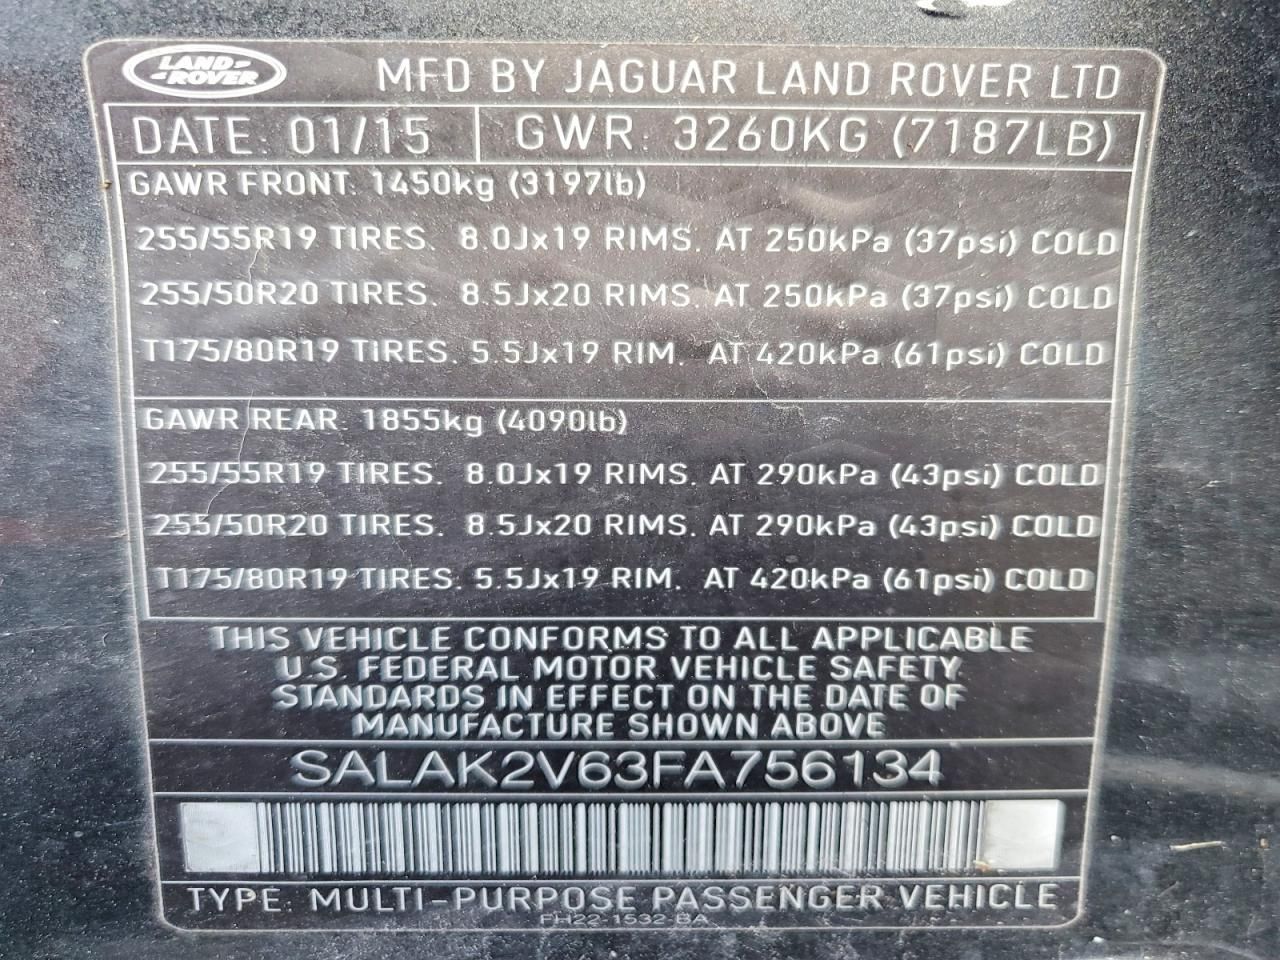 LAND ROVER MFD BY JAGUAR LAND ROVER LTD
DATE: 01/15 GWR: 3260KG (7187LB)
GAWR FRONT: 1450kg (3197lb)
255/55R19 TIRES. 8.0Jx19 RIMS. AT 250kPa (37psi) COLD
255/50R20 TIRES. 8.5Jx20 RIMS. AT 250kPa (37psi) COLD
T175/80R19 TIRES. 5.5Jx19 RIM. AT 420kPa (61psi) COLD
GAWR REAR: 1855kg (4090lb)
255/55R19 TIRES. 8.0Jx19 RIMS. AT 290kPa (43psi) COLD
255/50R20 TIRES. 8.5Jx20 RIMS. AT 290kPa (43psi) COLD
T175/80R19 TIRES. 5.5Jx19 RIM. AT 420kPa (61psi) COLD
THIS VEHICLE CONFORMS TO ALL APPLICABLE
U.S. FEDERAL MOTOR VEHICLE SAFETY
STANDARDS IN EFFECT ON THE DATE OF
MANUFACTURE SHOWN ABOVE
SALAK2V63FA756134
TYPE: MULTI-PURPOSE PASSENGER VEHICLE
FH22-1532-BA